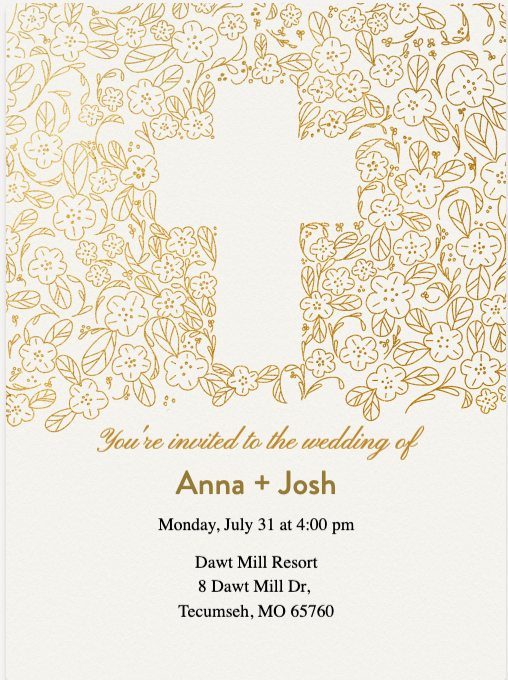 You're invited to the wedding of
Anna + Josh
Monday, July 31 at 4:00 pm
Dawt Mill Resort
8 Dawt Mill Dr,
Tecumseh, MO 65760